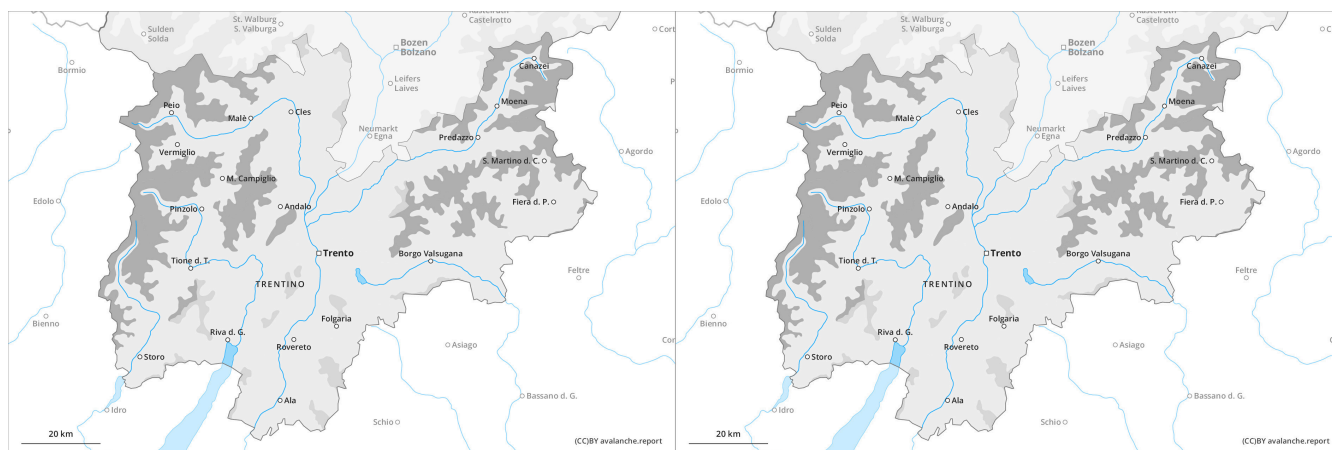 St. Walburg
S. Valburga
Kastelruth
Castelrotto
Sulden
Solda
Cort
Bozen
Bolzano
Bormio
Canazei
Leifers
Laives
Peio
Moena
Malé
Cles
Neumarkt
Egna
Predazzo
Vermiglio
Agordo
S. Martino d. C.
M. Campiglio
Edolo
Pinzolo
Andalo
Fiera d. P.
Trento
Borgo Valsugana
Tione d. T.
Feltre
TRENTINO
Bienno
Folgaria
Riva d. G.
Rovereto
Asiago
Cor
Storo
Ala
Bassano d. G.
Idro
Schio
20 km
(CC)BY avalanche.report
St. Walburg
S. Valburga
Kastelruth
Castelrotto
Sulden
Solda
C
Bozen
Bolzano
Bormio
Canazei
P
Leifers
Laives
Peio
Moena
Malé
Cles
Neumarkt
Egna
Predazzo
Vermiglio
Agordo
S. Martino d. C.
M. Campiglio
Edolo
Pinzolo
Andalo
Fiera d. P.
Trento
Borgo Valsugana
Tione d. T.
Feltre
TRENTINO
Bienno
Folgaria
Riva d. G.
Rovereto
Asiago
Storo
Ala
Bassano d. G.
Idro
Schio
20 km
(CC)BY avalanche.report